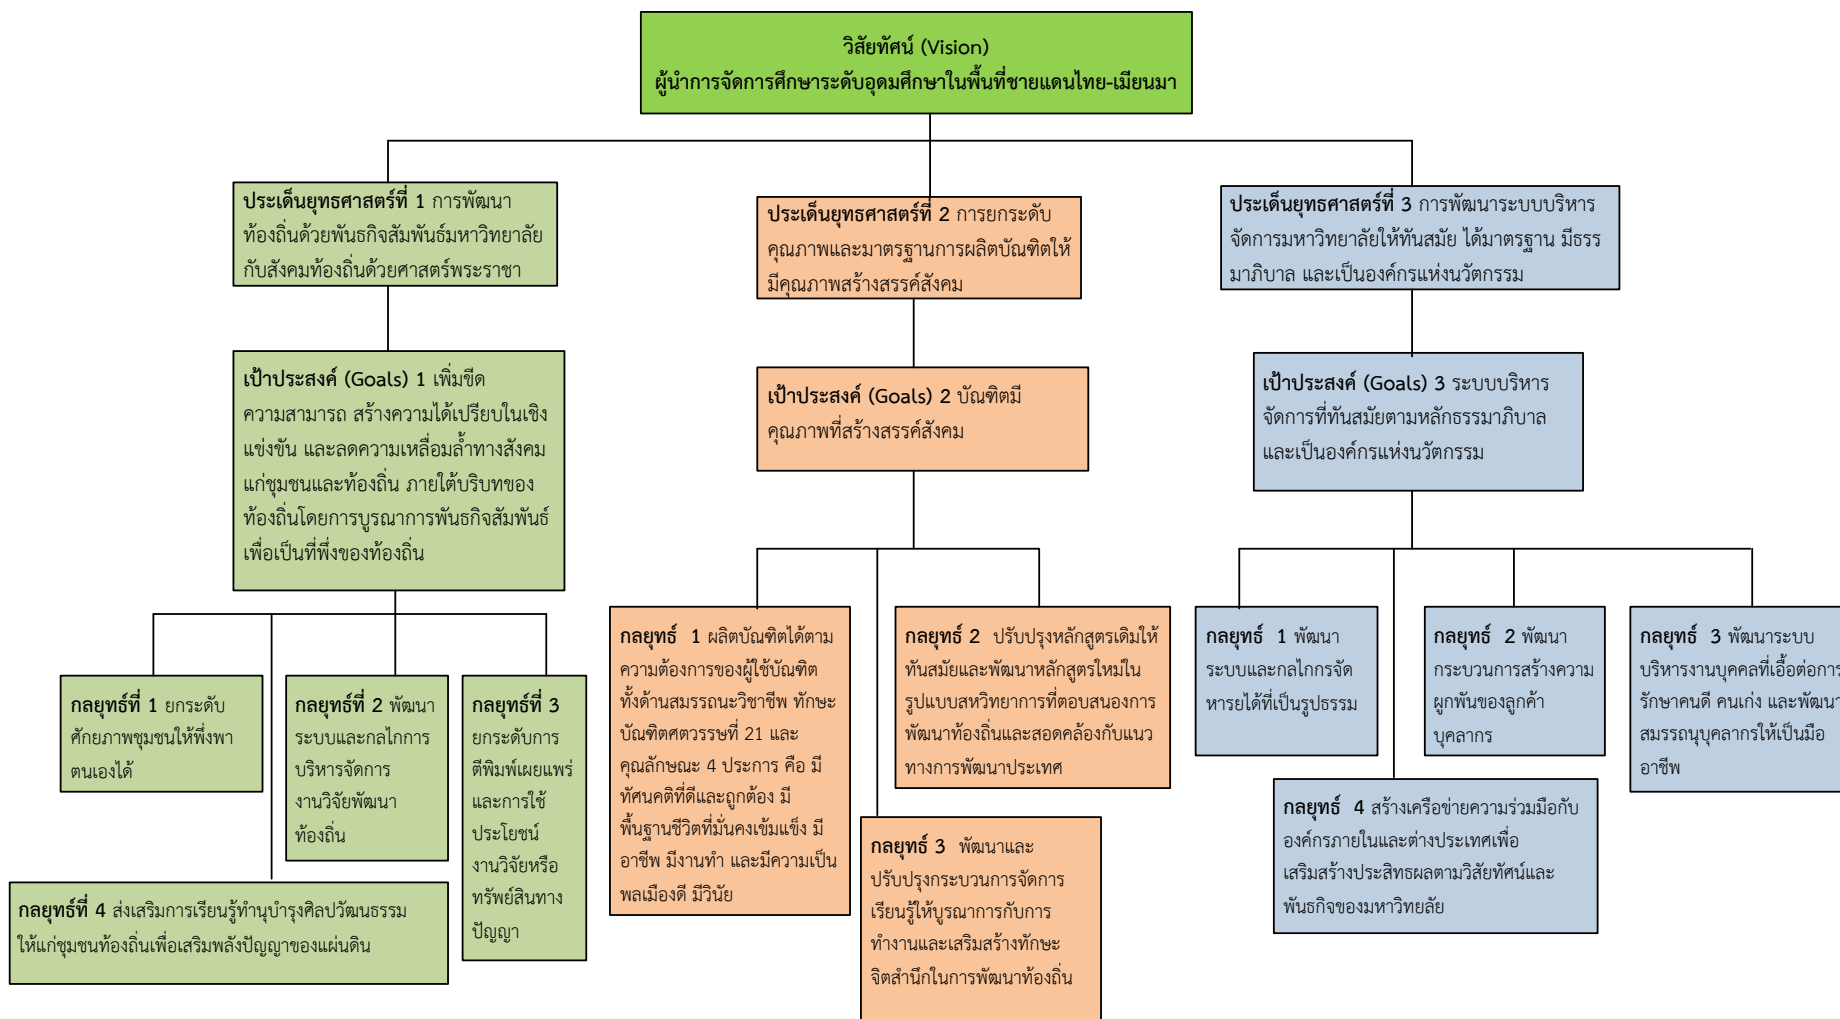 วิสัยทัศน์ (Vision)
ผู้นำการจัดการศึกษาระดับอุดมศึกษาในพื้นที่ชายแดนไทย-เมียนมา
ประเด็นยุทธศาสตร์ที่ 1 การพัฒนา
ท้องถิ่นด้วยพันธกิจสัมพันธ์มหาวิทยาลัย
กับสังคมท้องถิ่นด้วยศาสตร์พระราชา
ประเด็นยุทธศาสตร์ที่ 2 การยกระดับ
คุณภาพและมาตรฐานการผลิตบัณฑิตให้
มีคุณภาพสร้างสรรค์สังคม
ประเด็นยุทธศาสตร์ที่ 3 การพัฒนาระบบบริหาร
จัดการมหาวิทยาลัยให้ทันสมัย ได้มาตรฐาน มีธรร
มาภิบาล และเป็นองค์กรแห่งนวัตกรรม
เป้าประสงค์ (Goals) 1 เพิ่มขีด
ความสามารถ สร้างความได้เปรียบในเชิง
แข่งขัน และลดความเหลื่อมล้ำทางสังคม
แก่ชุมชนและท้องถิ่น ภายใต้บริบทของ
ท้องถิ่นโดยการบูรณาการพันธกิจสัมพันธ์
เพื่อเป็นที่พึ่งของท้องถิ่น
เป้าประสงค์ (Goals) 2 บัณฑิตมี
คุณภาพที่สร้างสรรค์สังคม
เป้าประสงค์ (Goals) 3 ระบบบริหาร
จัดการที่ทันสมัยตามหลักธรรมาภิบาล
และเป็นองค์กรแห่งนวัตกรรม
กลยุทธ์ที่ 1 ยกระดับ
ศักยภาพชุมชนให้พึ่งพา
ตนเองได้
กลยุทธ์ที่ 2 พัฒนา
ระบบและกลไกการ
บริหารจัดการ
งานวิจัยพัฒนา
ท้องถิ่น
กลยุทธ์ที่ 3
ยกระดับการ
ตีพิมพ์เผยแพร่
และการใช้
ประโยชน์
งานวิจัยหรือ
ทรัพย์สินทาง
ปัญญา
กลยุทธ์ที่ 4 ส่งเสริมการเรียนรู้ทำนุบำรุงศิลปวัฒนธรรม
ให้แก่ชุมชนท้องถิ่นเพื่อเสริมพลังปัญญาของแผ่นดิน
กลยุทธ์ 1 ผลิตบัณฑิตได้ตาม
ความต้องการของผู้ใช้บัณฑิต
ทั้งด้านสมรรถนะวิชาชีพ ทักษะ
บัณฑิตศตวรรษที่ 21 และ
คุณลักษณะ 4 ประการ คือ มี
ทัศนคติที่ดีและถูกต้อง มี
พื้นฐานชีวิตที่มั่นคงเข้มแข็ง มี
อาชีพ มีงานทำ และมีความเป็น
พลเมืองดี มีวินัย
กลยุทธ์ 2 ปรับปรุงหลักสูตรเดิมให้
ทันสมัยและพัฒนาหลักสูตรใหม่ใน
รูปแบบสหวิทยาการที่ตอบสนองการ
พัฒนาท้องถิ่นและสอดคล้องกับแนว
ทางการพัฒนาประเทศ
กลยุทธ์ 3 พัฒนาและ
ปรับปรุงกระบวนการจัดการ
เรียนรู้ให้บูรณาการกับการ
ทำงานและเสริมสร้างทักษะ
จิตสำนึกในการพัฒนาท้องถิ่น
กลยุทธ์ 1 พัฒนา
ระบบและกลไกกรจัด
หารยได้ที่เป็นรูปธรรม
กลยุทธ์ 2 พัฒนา
กระบวนการสร้างความ
ผูกพันของลูกค้า
บุคลากร
กลยุทธ์ 3 พัฒนาระบบ
บริหารงานบุคคลที่เอื้อต่อการ
รักษาคนดี คนเก่ง และพัฒนา
สมรรถนุบุคลากรให้เป็นมือ
อาชีพ
กลยุทธ์ 4 สร้างเครือข่ายความร่วมมือกับ
องค์กรภายในและต่างประเทศเพื่อ
เสริมสร้างประสิทธผลตามวิสัยทัศน์และ
พันธกิจของมหาวิทยลัย